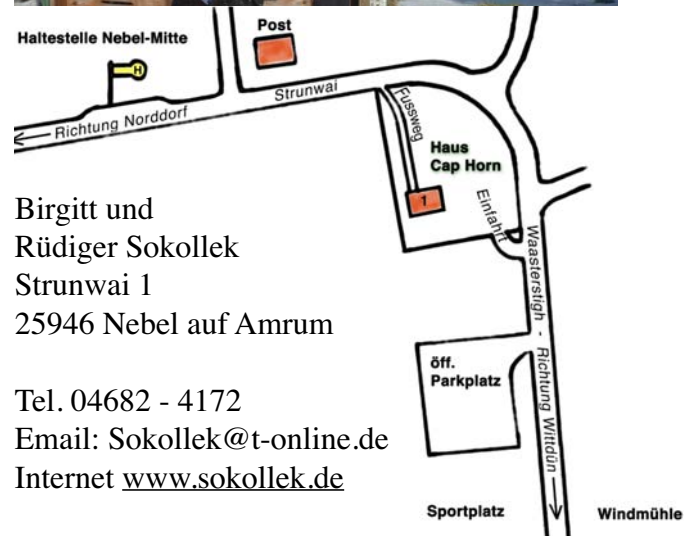 Haltestelle Nebel-Mitte
Post
H
Strunwai
Richtung Norddorf
Fussweg
Haus
Cap Horn
1
Einfahrt
Waasterstigh - Richtung Wittdün
Birgitt und
Rüdiger Sokollek
Strunwai 1
25946 Nebel auf Amrum
öff.
Parkplatz
Tel. 04682 - 4172
Email: Sokollek@t-online.de
Internet www.sokollek.de
Sportplatz
Windmühle